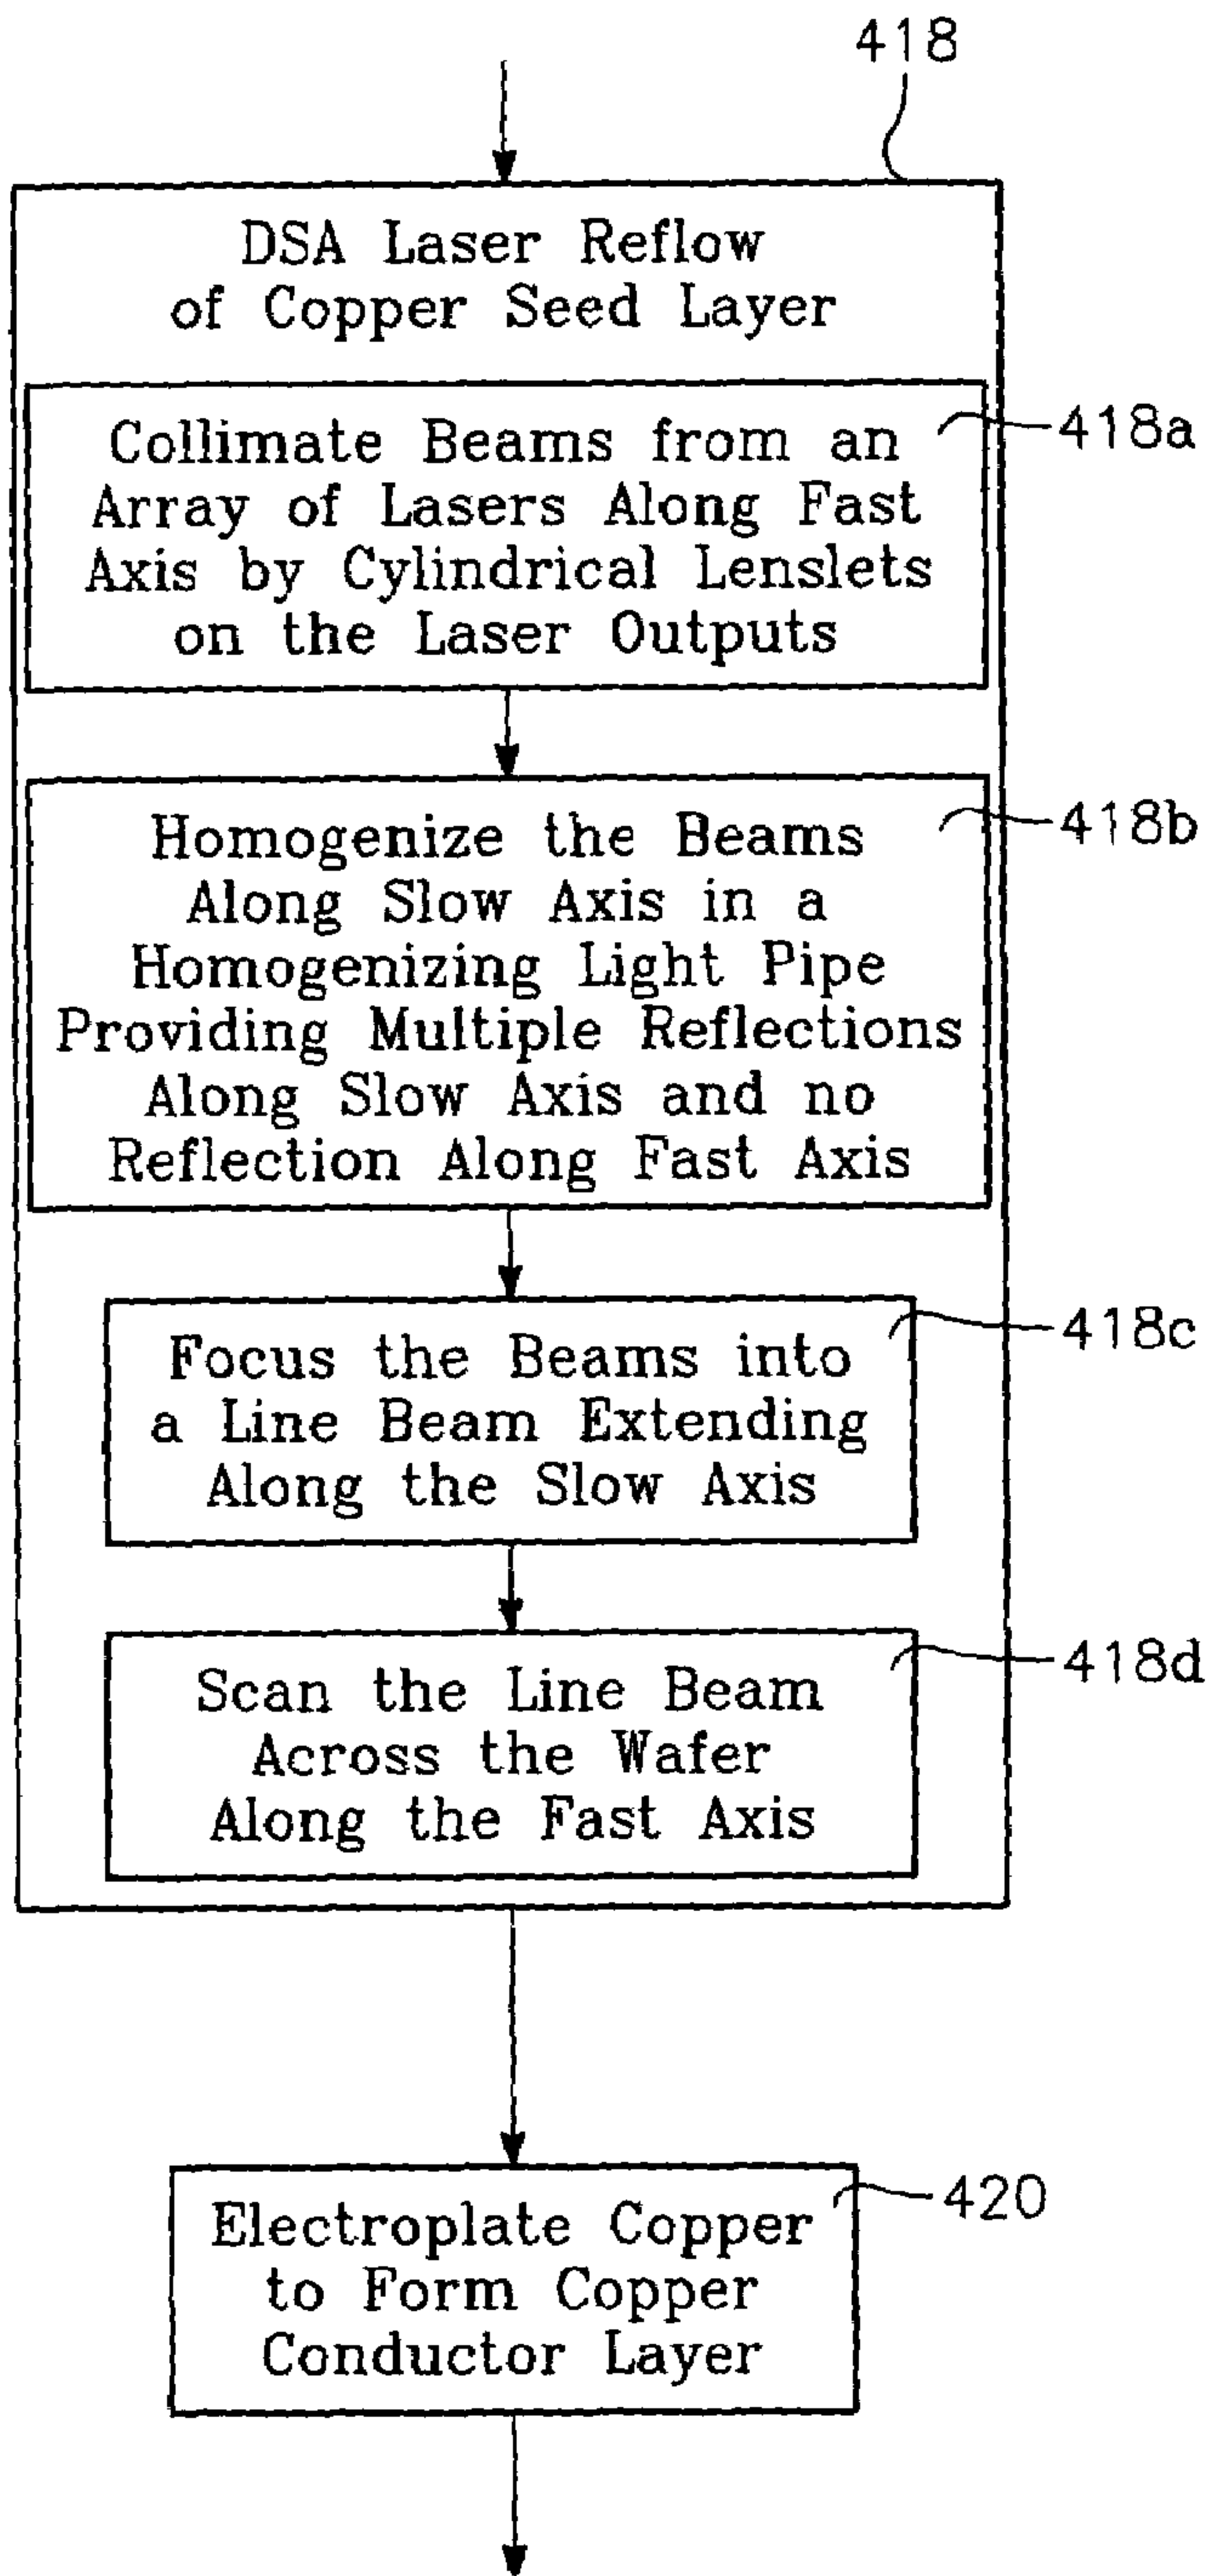 418
DSA Laser Reflow
of Copper Seed Layer
418a
Collimate Beams from an
Array of Lasers Along Fast
Axis by Cylindrical Lenslets
on the Laser Outputs
418b
Homogenize the Beams
Along Slow Axis in a
Homogenizing Light Pipe
Providing Multiple Reflections
Along Slow Axis and no
Reflection Along Fast Axis
418c
Focus the Beams into
a Line Beam Extending
Along the Slow Axis
418d
Scan the Line Beam
Across the Wafer
Along the Fast Axis
420
Electroplate Copper
to Form Copper
Conductor Layer